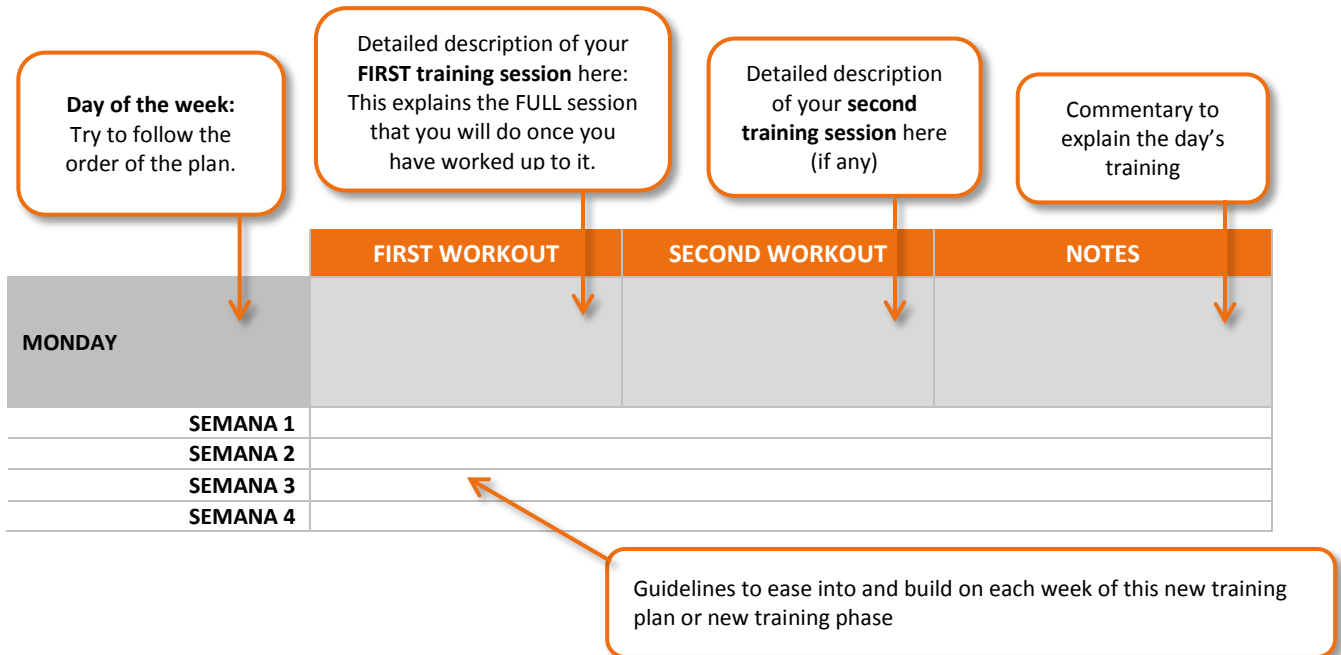 Day of the week:
Try to follow the
order of the plan.
Detailed description of your
FIRST training session here:
This explains the FULL session
that you will do once you
have worked up to it.
Detailed description
of your second
training session here
(if any)
Commentary to
explain the day’s
training
FIRST WORKOUT SECOND WORKOUT NOTES
MONDAY
SEMANA 1
SEMANA 2
SEMANA 3
SEMANA 4
Guidelines to ease into and build on each week of this new training
plan or new training phase